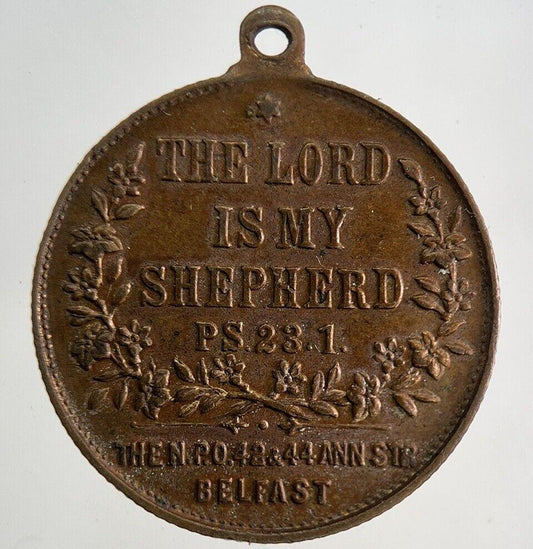 THE LORD
IS MY
SHEPHERD
PS.23.1.
THE N.P.O. 42 & 44 ANN STR.
BELFAST